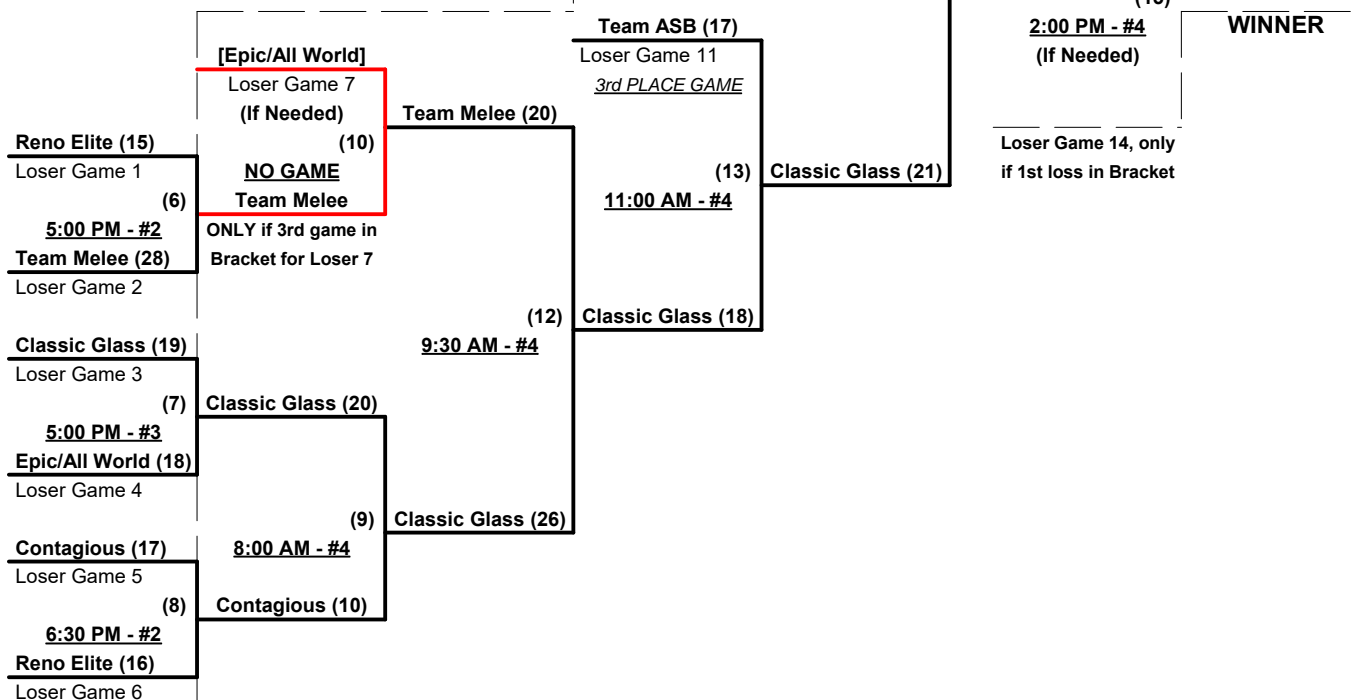 Team ASB (17)
Loser Game 11
3rd PLACE GAME
2:00 PM - #4
(If Needed)
WINNER
[Epic/All World]
Loser Game 7
(If Needed)
(10)
NO GAME
Team Melee
ONLY if 3rd game in
Bracket for Loser 7
Team Melee (20)
Reno Elite (15)
Loser Game 1
(6)
5:00 PM - #2
Team Melee (28)
Loser Game 2
(13)
11:00 AM - #4
Classic Glass (21)
Loser Game 14, only
if 1st loss in Bracket
(12)
9:30 AM - #4
Classic Glass (18)
Classic Glass (19)
Loser Game 3
(7)
5:00 PM - #3
Epic/All World (18)
Loser Game 4
Classic Glass (20)
(9)
8:00 AM - #4
Classic Glass (26)
Contagious (17)
Loser Game 5
(8)
6:30 PM - #2
Reno Elite (16)
Loser Game 6
Contagious (10)